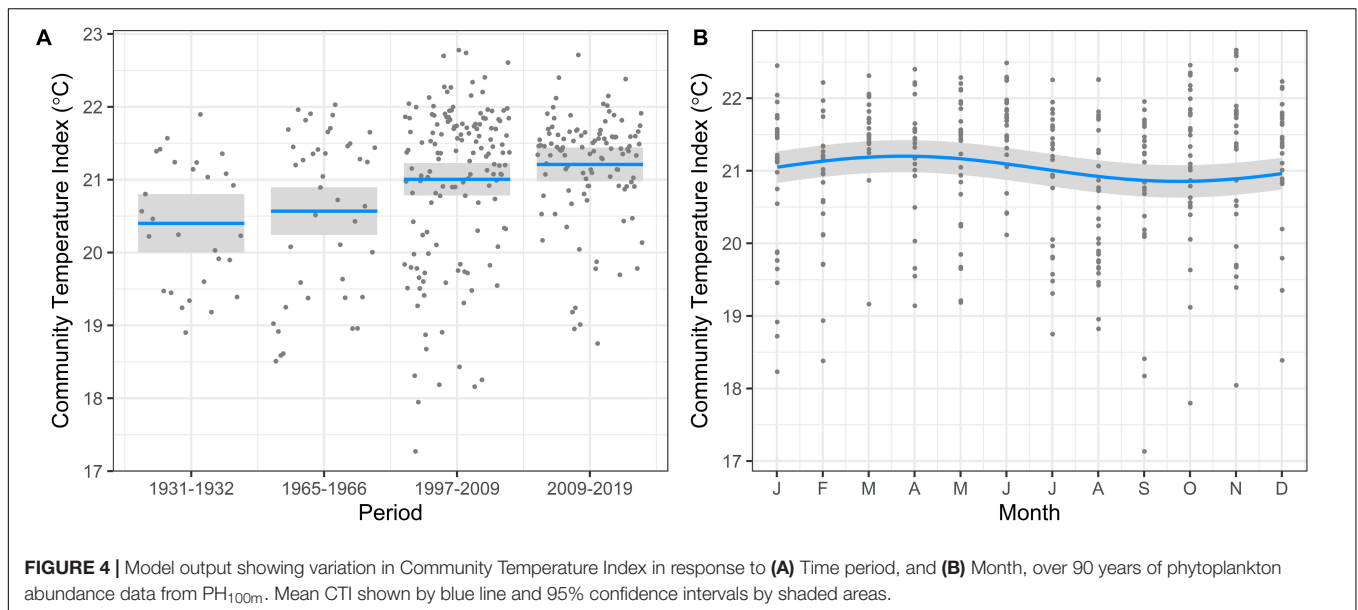 A
Community Temperature Index (°C)
23
22
21
20
19
18
17
1931-1932 1965-1966 1997-2009 2009-2019
Period
B
Community Temperature Index (°C)
22
21
20
19
18
17
J F M A M J J A S O N D
Month
FIGURE 4 | Model output showing variation in Community Temperature Index in response to (A) Time period, and (B) Month, over 90 years of phytoplankton
abundance data from PH100m. Mean CTI shown by blue line and 95% confidence intervals by shaded areas.